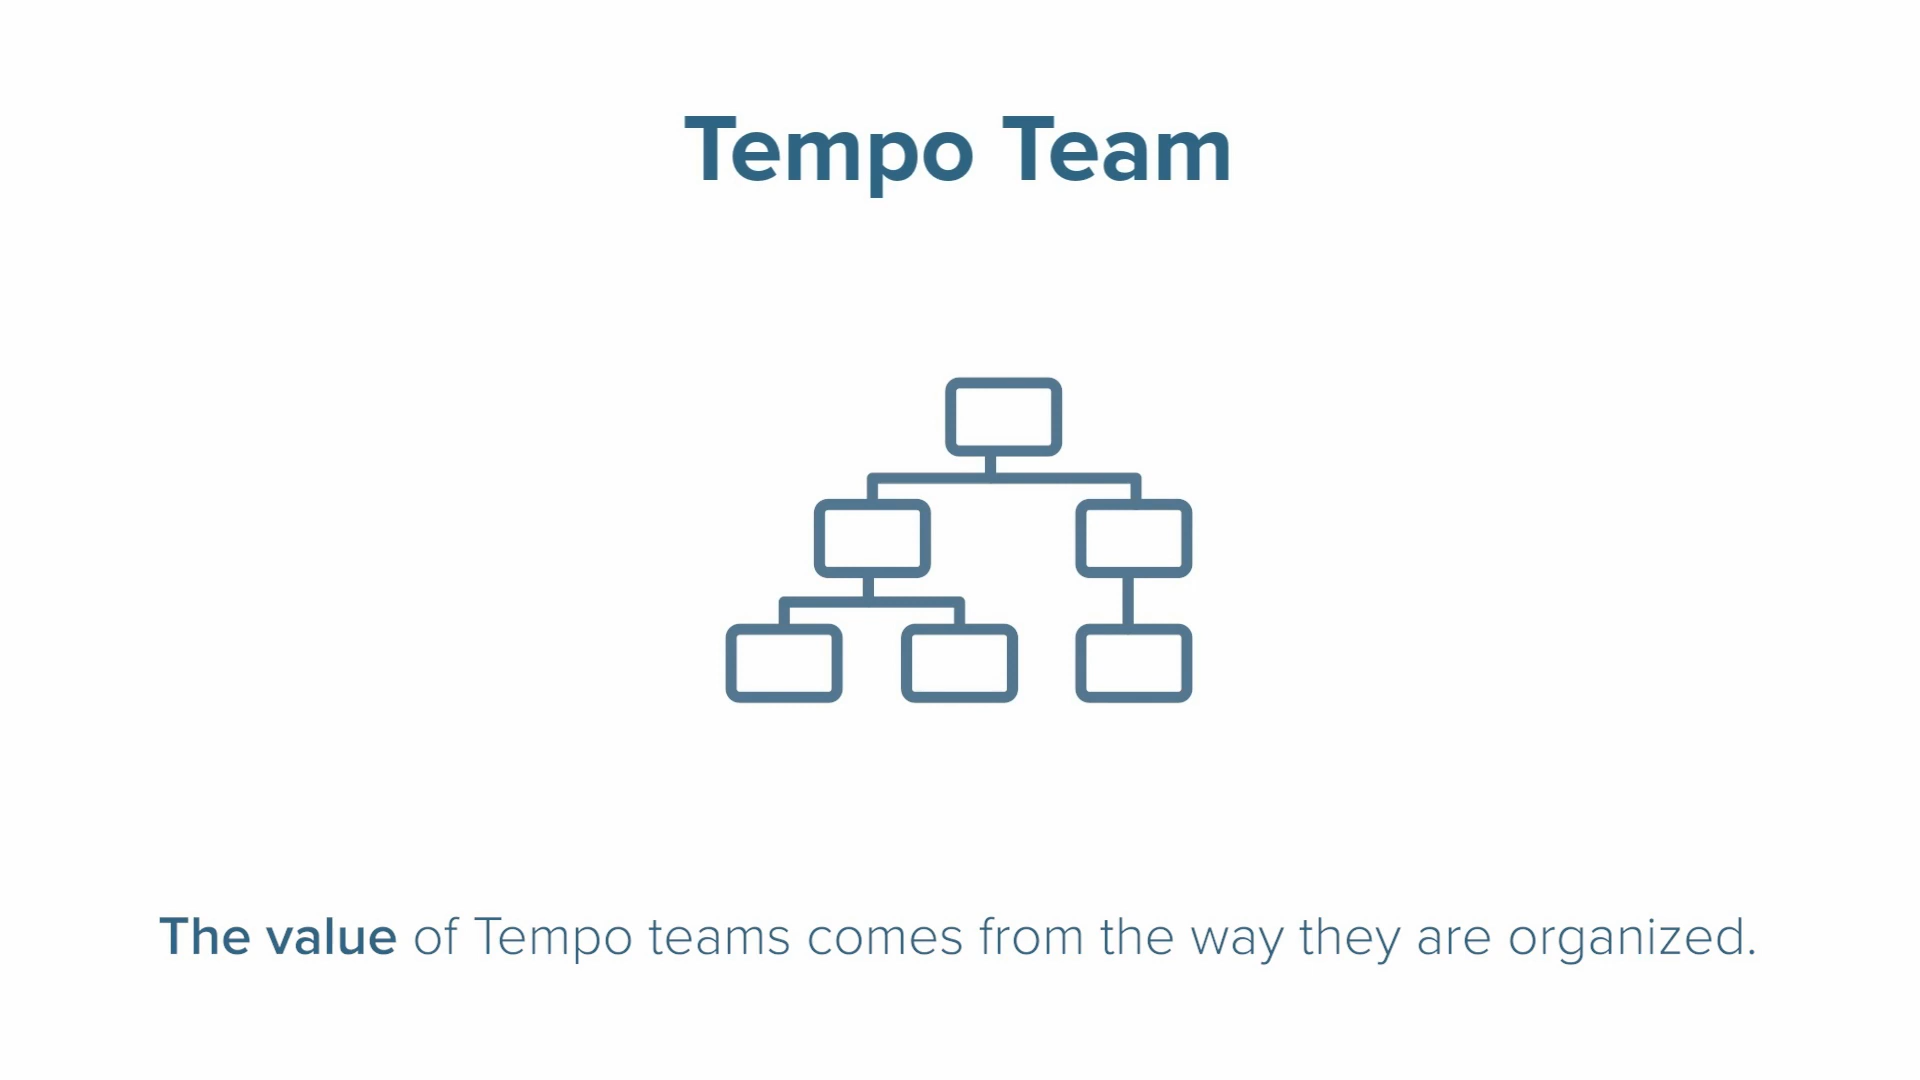 Tempo Team
The value of Tempo teams comes from the way they are organized.